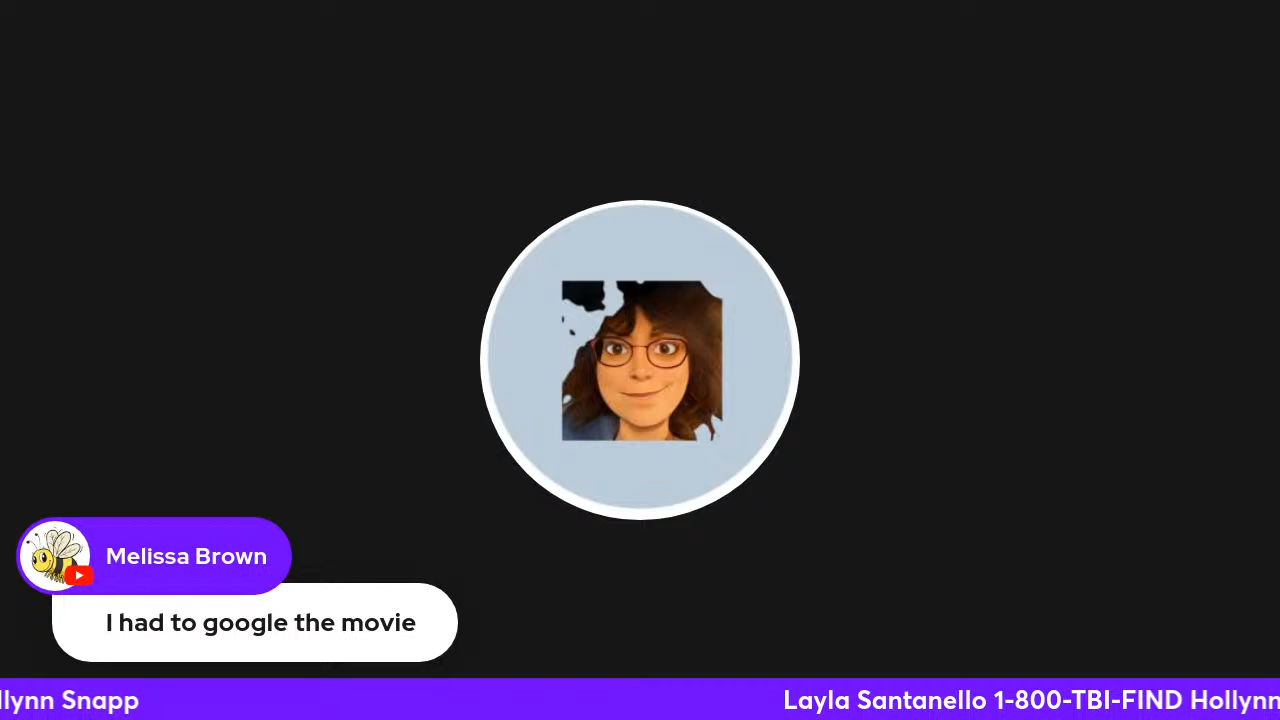 Melissa Brown
I had to google the movie
llynn Snapp
Layla Santanello 1-800-TBI-FIND Hollynn